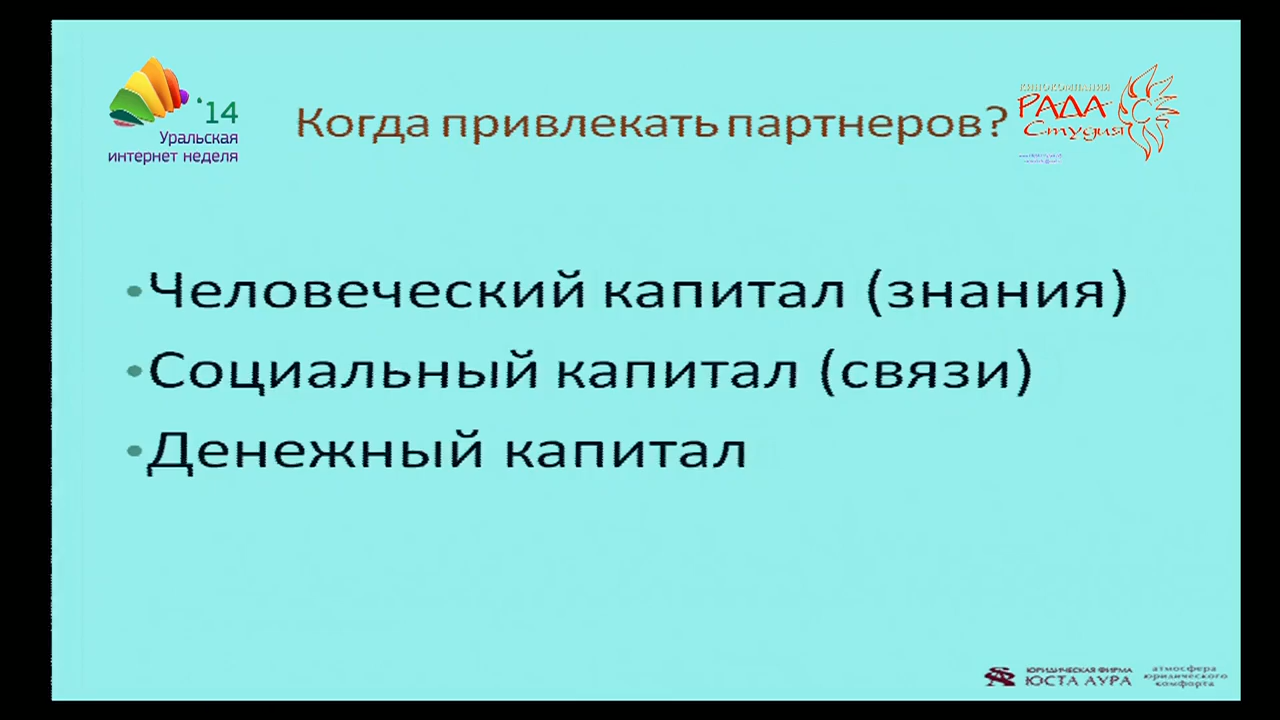 '14
Уральская
интернет неделя
Когда привлекать партнеров?
КИНОКОМПАНИЯ
РАДА
Студия
•Человеческий капитал (знания)
•Социальный капитал (связи)
•Денежный капитал
ЮРИДИЧЕСКАЯ ФИРМА
ЮСТА АУРА
атмосфера
юридического
комфорта